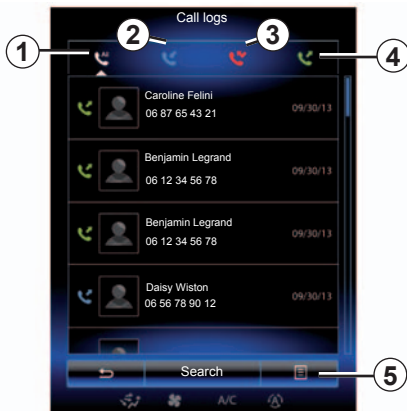 Call logs
1
2
3
4
Caroline Felini
06 87 65 43 21
09/30/13
Benjamin Legrand
06 12 34 56 78
09/30/13
Benjamin Legrand
06 12 34 56 78
09/30/13
Daisy Wiston
06 56 78 90 12
09/30/13
Search
5
A/C